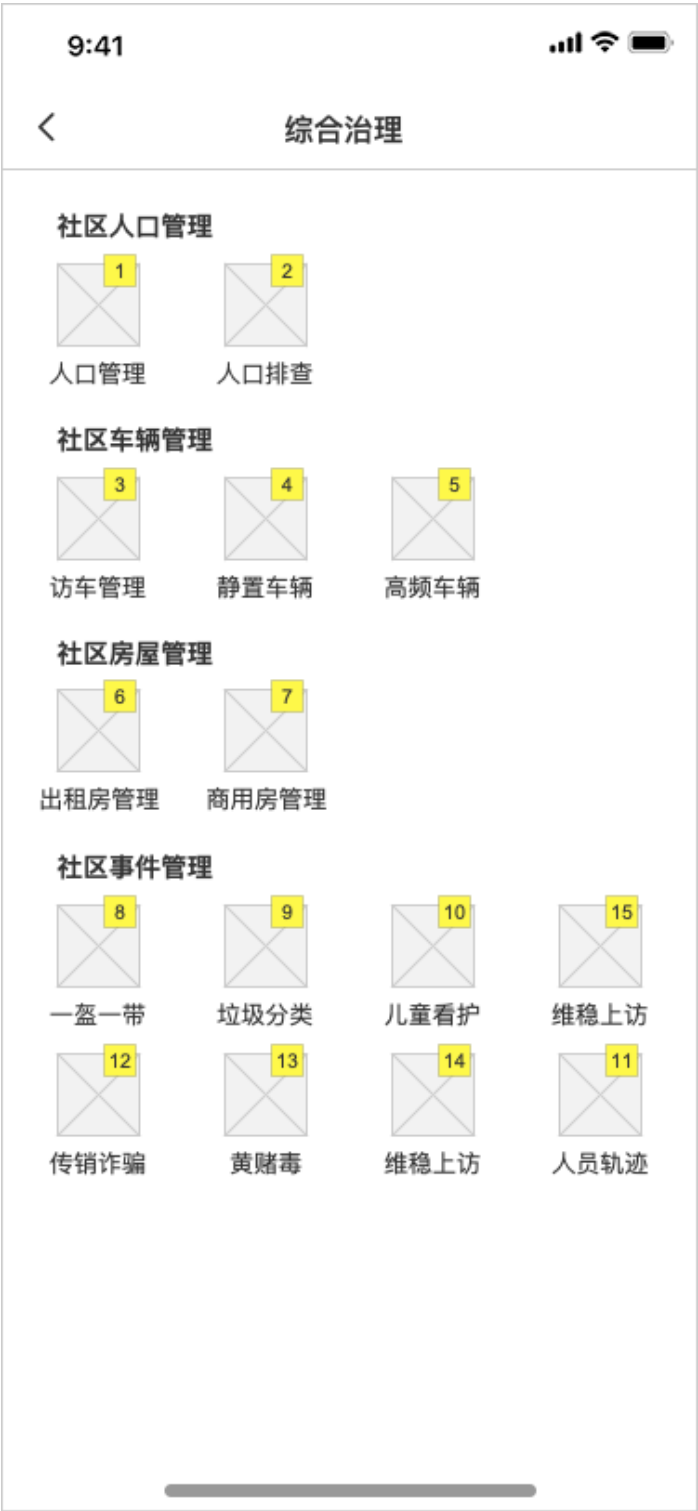 9:41
综合治理
社区人口管理
1 2
人口管理 人口排查
社区车辆管理
3 4 5
访车管理 静置车辆 高频车辆
社区房屋管理
6 7
出租房管理 商用房管理
社区事件管理
8 9 10 15
一盔一带 垃圾分类 儿童看护 维稳上访
12 13 14 11
传销诈骗 黄赌毒 维稳上访 人员轨迹